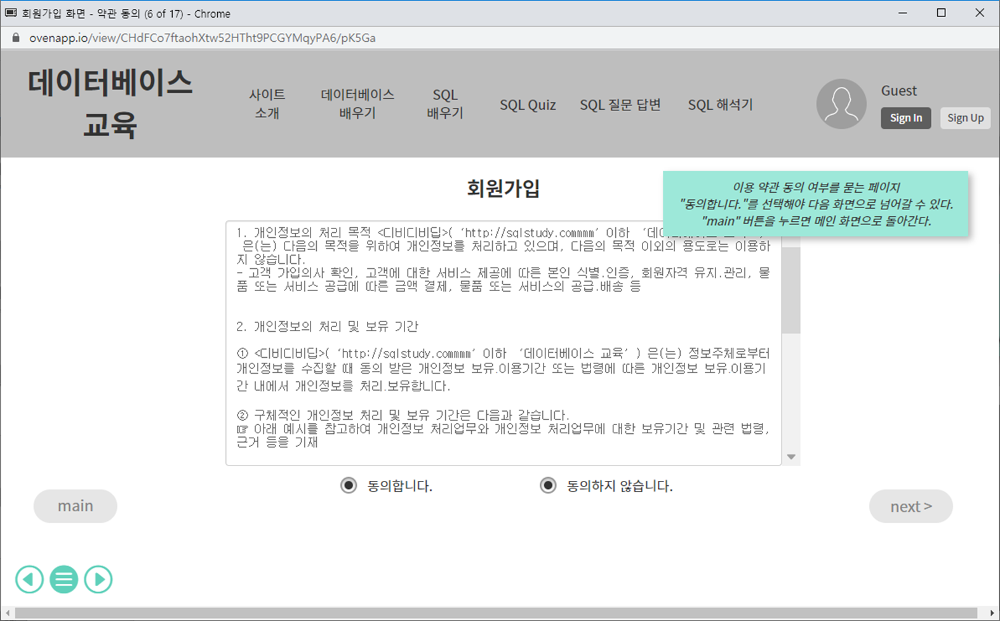 회원가입 화면 - 약관 동의 (6 of 17) - Chrome
ovenapp.io/view/CHdFCo7ftaohXtw52HTht9PCGYMqyPA6/pK5Ga
데이터베이스
교육
사이트
소개
데이터베이스
배우기
SQL
배우기
SQL Quiz
SQL 질문 답변
SQL 해석기
Guest
Sign In
Sign Up
회원가입
이용 약관 동의 여부를 묻는 페이지
"동의합니다."를 선택해야 다음 화면으로 넘어갈 수 있다.
"main" 버튼을 누르면 메인 화면으로 돌아간다.
1. 개인정보의 처리 목적 <디비디비딥>( ‘http://sqlstudy.commmm’ 이하
은(는) 다음의 목적을 위하여 개인정보를 처리하고 있으며, 다음의 목적 이외의 용도로는 이용하
지 않습니다.
- 고객 가입의사 확인, 고객에 대한 서비스 제공에 따른 본인 식별.인증, 회원자격 유지.관리, 물
품 또는 서비스 공급에 따른 금액 결제, 물품 또는 서비스의 공급.배송 등
2. 개인정보의 처리 및 보유 기간
① <디비디비딥>( ‘http://sqlstudy.commmm’ 이하 ‘데이터베이스 교육’ ) 은(는) 정보주체로부터
개인정보를 수집할 때 동의 받은 개인정보 보유.이용기간 또는 법령에 따른 개인정보 보유.이용기
간 내에서 개인정보를 처리.보유합니다.
② 구체적인 개인정보 처리 및 보유 기간은 다음과 같습니다.
☞ 아래 예시를 참고하여 개인정보 처리업무와 개인정보 처리업무에 대한 보유기간 및 관련 법령,
근거 등을 기재
동의합니다.
동의하지 않습니다.
main
next >